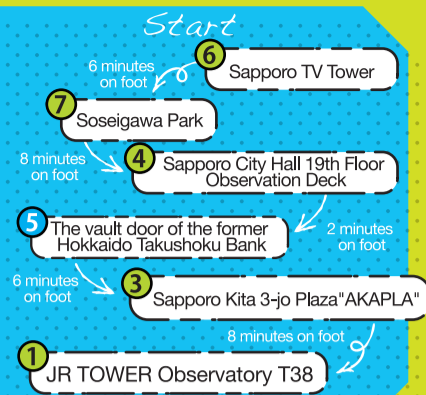 Start
6
Sapporo TV Tower
6 minutes
on foot
7
Soseigawa Park
8 minutes
on foot
4
Sapporo City Hall 19th Floor
Observation Deck
2 minutes
on foot
5
The vault door of the former
Hokkaido Takushoku Bank
6 minutes
on foot
3
Sapporo Kita 3-jo Plaza"AKAPLA"
8 minutes on foot
1
JR TOWER Observatory T38